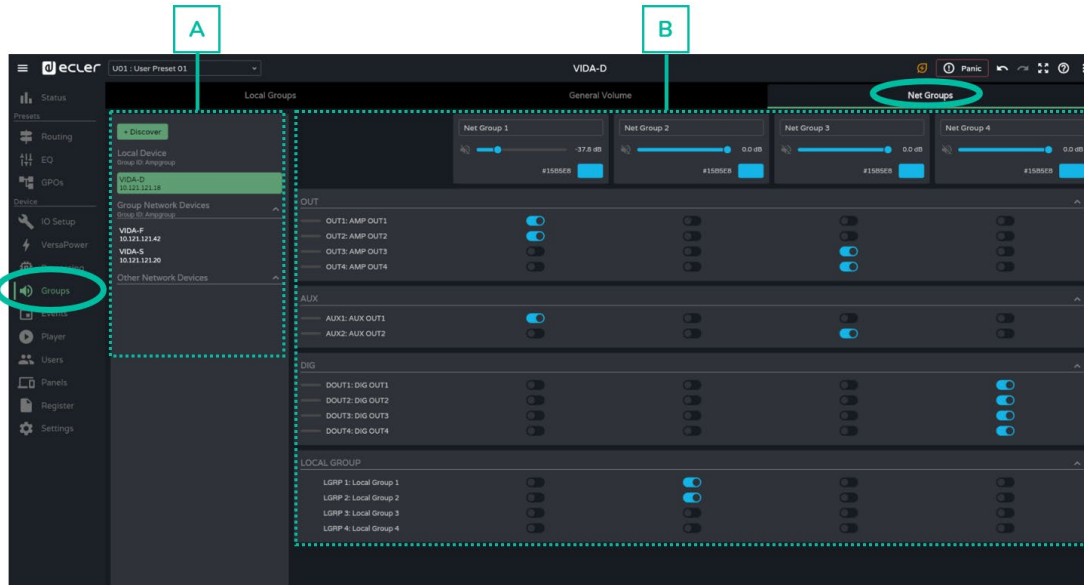 A
B
ecler
U01 : User Preset 01
VIDA-D
Panic
Status
Presets
Routing
EQ
GPOs
Device
IO Setup
VersaPower
Groups
Events
Player
Users
Panels
Register
Settings
Local Groups
General Volume
Net Groups
+ Discover
Local Device
Group ID: Ampgroup
VIDA-D
10.121.121.18
Group Network Devices
Group ID: Ampgroup
VIDA-F
10.121.121.42
VIDA-S
10.121.121.20
Other Network Devices
Net Group 1
Net Group 2
Net Group 3
Net Group 4
-37.8 dB
0.0 dB
0.0 dB
0.0 dB
#15B5E8
#15B5E8
#15B5E8
#15B5E8
OUT
OUT1: AMP OUT1
OUT2: AMP OUT2
OUT3: AMP OUT3
OUT4: AMP OUT4
AUX
AUX1: AUX OUT1
AUX2: AUX OUT2
DIG
DOUT1: DIG OUT1
DOUT2: DIG OUT2
DOUT3: DIG OUT3
DOUT4: DIG OUT4
LOCAL GROUP
LGRP 1: Local Group 1
LGRP 2: Local Group 2
LGRP 3: Local Group 3
LGRP 4: Local Group 4